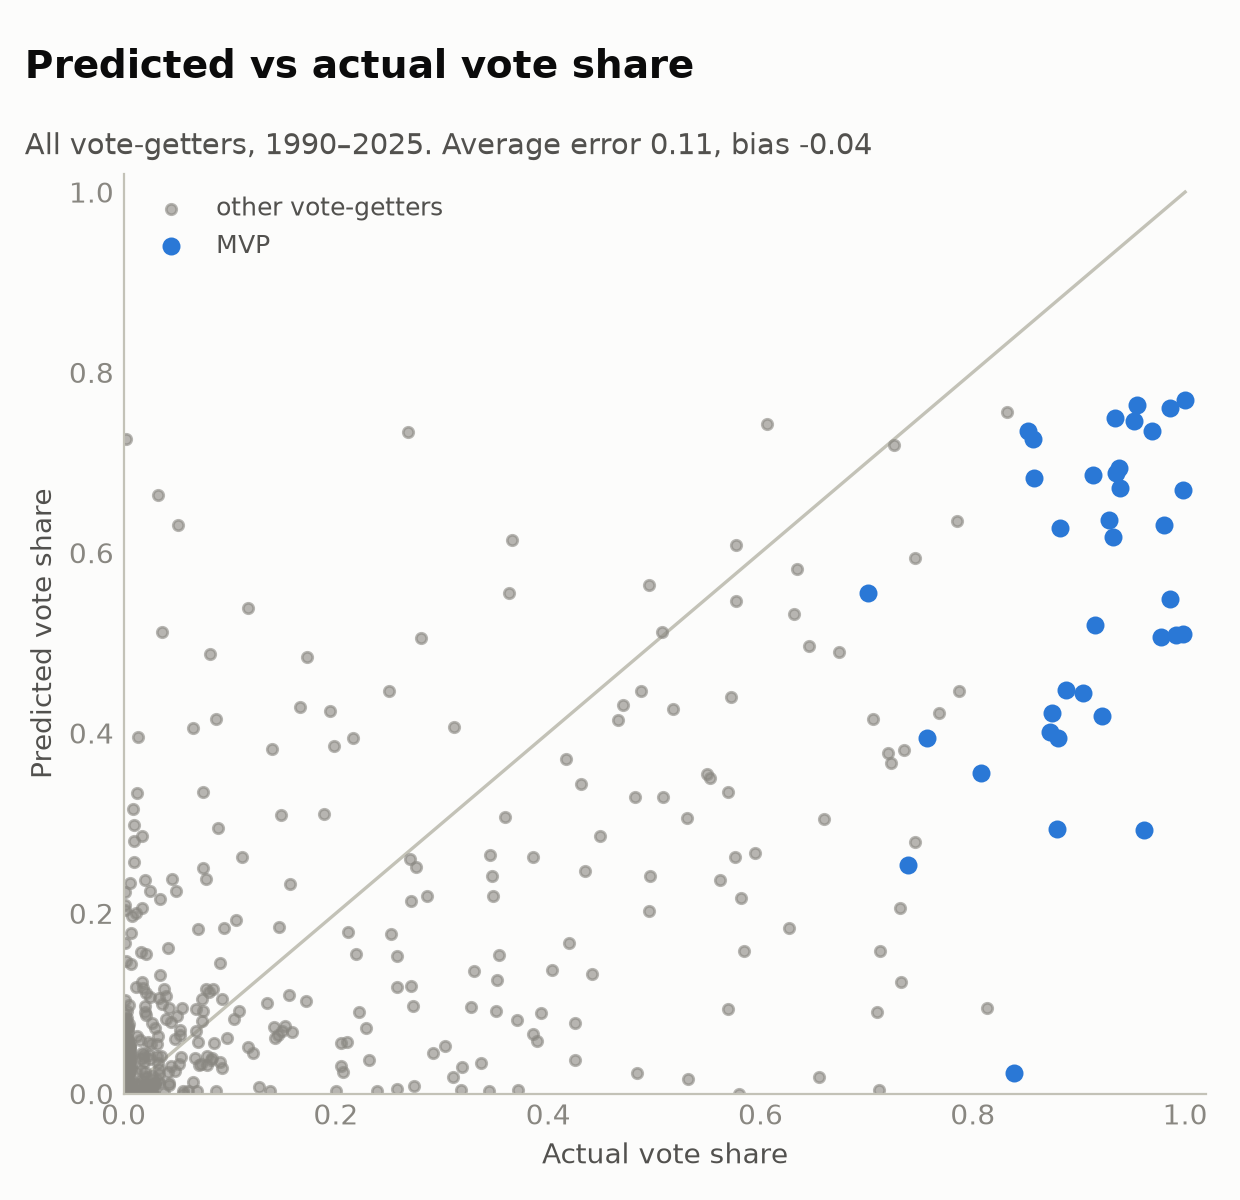 Predicted vs actual vote share
All vote-getters, 1990–2025. Average error 0.11, bias -0.04
other vote-getters
MVP
1.0
0.8
0.6
0.4
0.2
0.0
Predicted vote share
0.0 0.2 0.4 0.6 0.8 1.0
Actual vote share